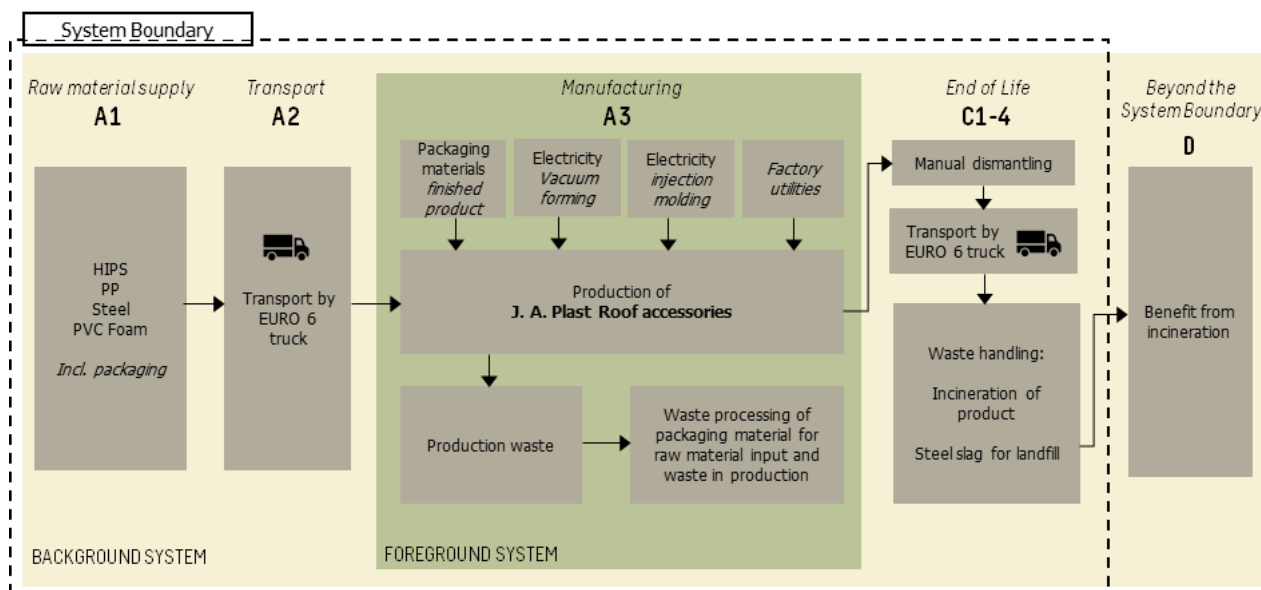 System Boundary
Raw material supply
A1
HIPS
PP
Steel
PVC Foam
Incl. packaging
Transport
A2
Transport by
EURO 6
truck
Manufacturing
A3
Packaging
materials
finished
product
Electricity
Vacuum
forming
Electricity
injection
molding
Factory
utilities
Production of
J. A. Plast Roof accessories
Production waste
Waste processing of
packaging material for
raw material input and
waste in production
End of Life
C1-4
Manual dismantling
Transport by
EURO 6 truck
Waste handling:
Incineration of
product
Steel slag for landfill
Beyond the
System Boundary
D
Benefit from
incineration
BACKGROUND SYSTEM
FOREGROUND SYSTEM